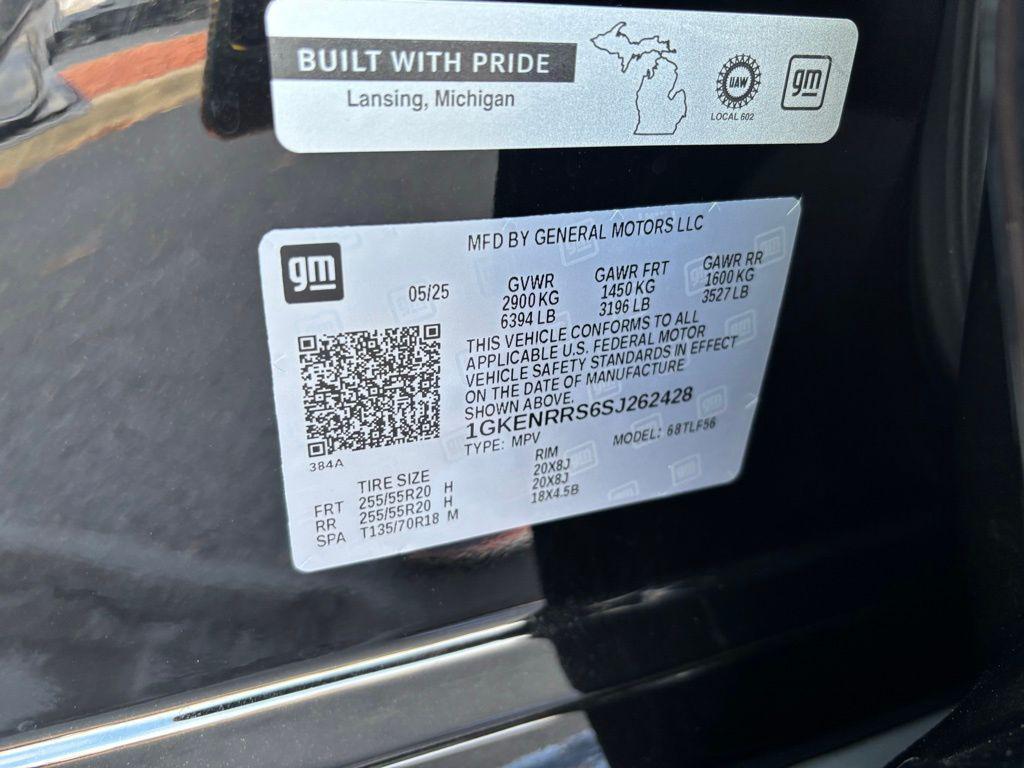 BUILT WITH PRIDE
Lansing, Michigan
UAW
LOCAL 602
gm
gm
MFD BY GENERAL MOTORS LLC
05/25
GVWR GAWR FRT GAWR RR
2900 KG 1450 KG 1600 KG
6394 LB 3196 LB 3527 LB
THIS VEHICLE CONFORMS TO ALL
APPLICABLE U.S. FEDERAL MOTOR
VEHICLE SAFETY STANDARDS IN EFFECT
ON THE DATE OF MANUFACTURE
SHOWN ABOVE.
1GKENRRS6SJ262428
TYPE: MPV MODEL: 68TLF56
384A
TIRE SIZE RIM
FRT 255/55R20 H 20X8J
RR 255/55R20 H 20X8J
SPA T135/70R18 M 18X4.5B